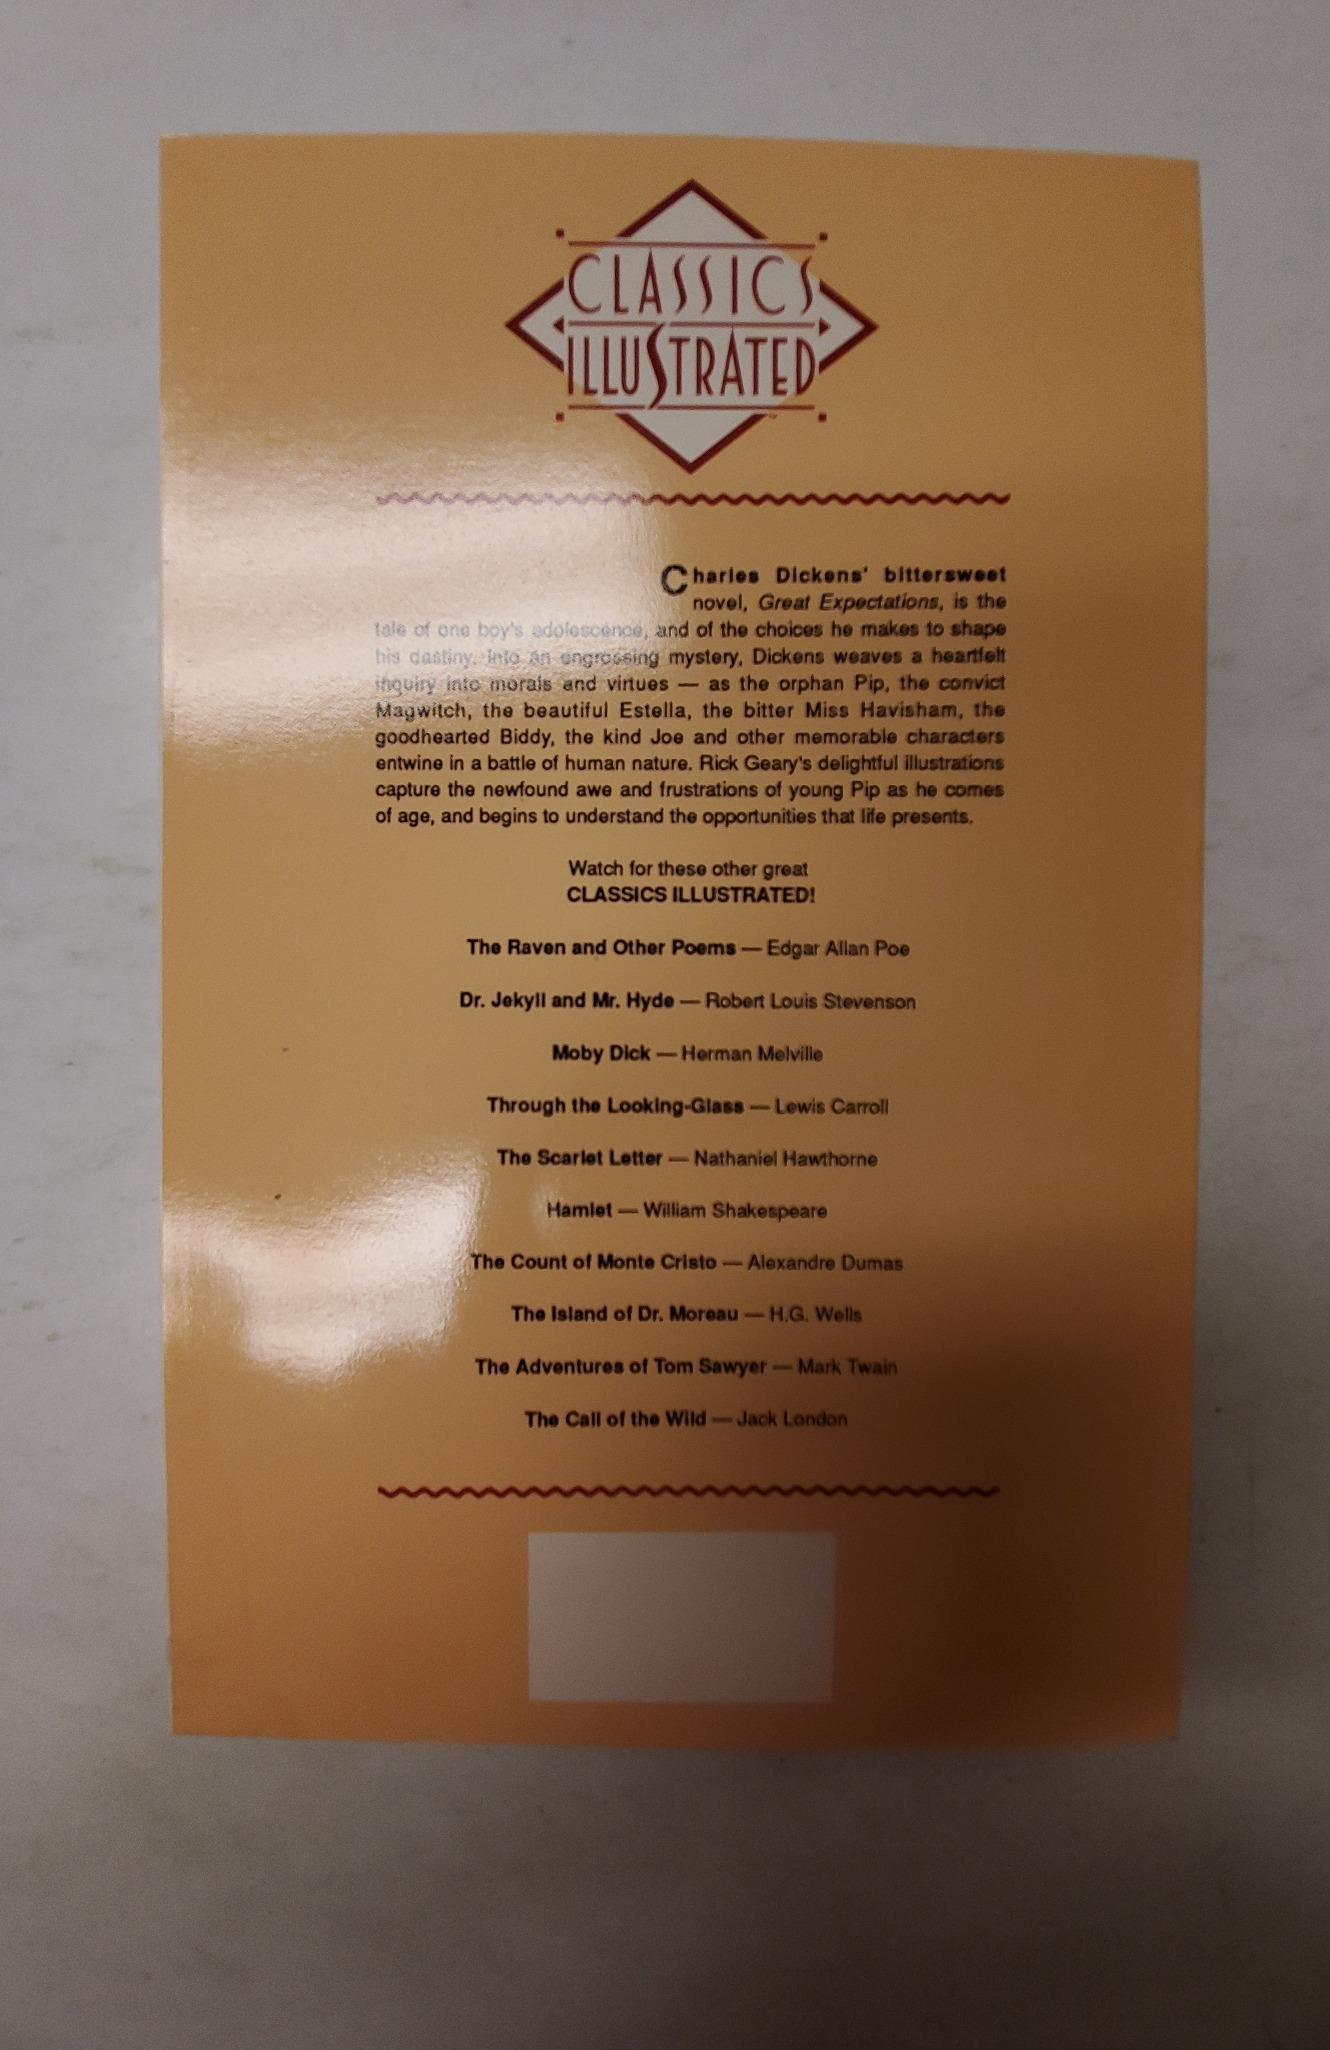 CLASSICS
ILLUSTRATED
Charles Dickens' bittersweet
novel, Great Expectations, is the
tale of one boy's adolescence, and of the choices he makes to shape
his destiny. Into an engrossing mystery, Dickens weaves a heartfelt
inquiry into morals and virtues — as the orphan Pip, the convict
Magwitch, the beautiful Estella, the bitter Miss Havisham, the
goodhearted Biddy, the kind Joe and other memorable characters
entwine in a battle of human nature. Rick Geary's delightful illustrations
capture the newfound awe and frustrations of young Pip as he comes
of age, and begins to understand the opportunities that life presents.
Watch for these other great
CLASSICS ILLUSTRATED!
The Raven and Other Poems — Edgar Allan Poe
Dr. Jekyll and Mr. Hyde — Robert Louis Stevenson
Moby Dick — Herman Melville
Through the Looking-Glass — Lewis Carroll
The Scarlet Letter — Nathaniel Hawthorne
Hamlet — William Shakespeare
The Count of Monte Cristo — Alexandre Dumas
The Island of Dr. Moreau — H.G. Wells
The Adventures of Tom Sawyer — Mark Twain
The Call of the Wild — Jack London